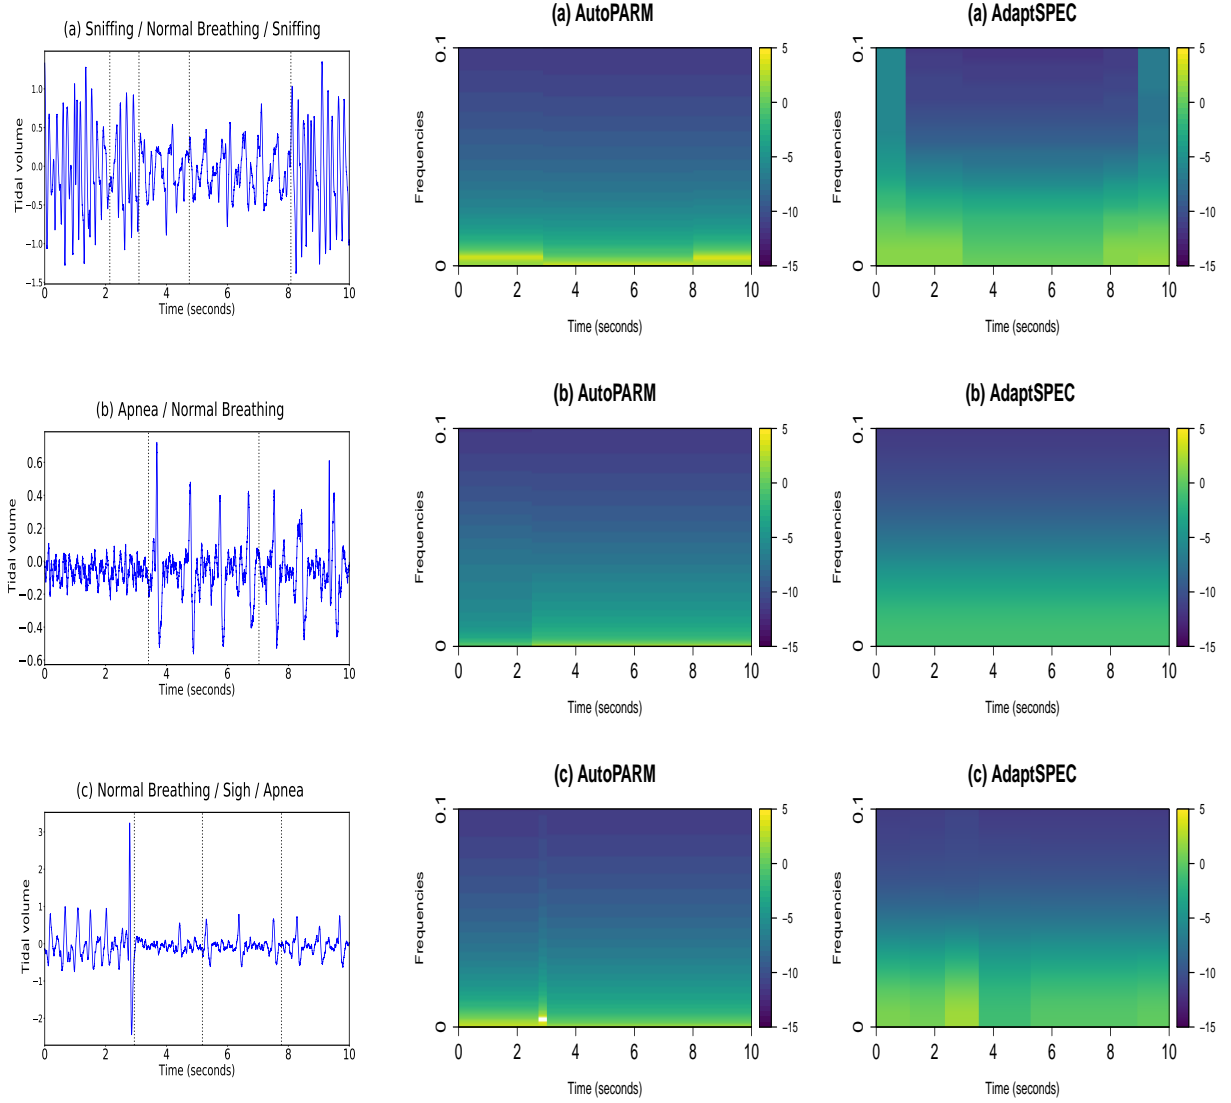 (a) Sniffing / Normal Breathing / Sniffing
Tidal volume
1.0
0.5
0.0
−0.5
−1.0
−1.5
0 2 4 6 8 10
Time (seconds)
(a) AutoPARM
Frequencies
0.1
0
0 2 4 6 8 10
Time (seconds)
5
0
−5
−10
−15
(a) AdaptSPEC
Frequencies
0.1
0
0 2 4 6 8 10
Time (seconds)
5
0
−5
−10
−15
(b) Apnea / Normal Breathing
Tidal volume
0.6
0.4
0.2
0.0
−0.2
−0.4
−0.6
0 2 4 6 8 10
Time (seconds)
(b) AutoPARM
Frequencies
0.1
0
0 2 4 6 8 10
Time (seconds)
5
0
−5
−10
−15
(b) AdaptSPEC
Frequencies
0.1
0
0 2 4 6 8 10
Time (seconds)
5
0
−5
−10
−15
(c) Normal Breathing / Sigh / Apnea
Tidal volume
3
2
1
0
−1
−2
0 2 4 6 8 10
Time (seconds)
(c) AutoPARM
Frequencies
0.1
0
0 2 4 6 8 10
Time (seconds)
5
0
−5
−10
−15
(c) AdaptSPEC
Frequencies
0.1
0
0 2 4 6 8 10
Time (seconds)
5
0
−5
−10
−15